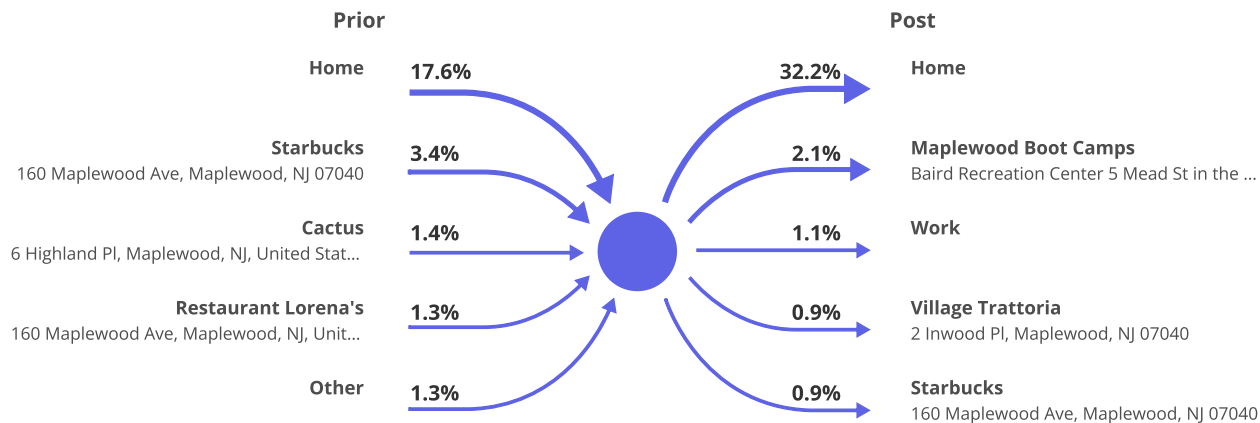 Prior
Post
Home
17.6%
32.2%
Home
Starbucks
160 Maplewood Ave, Maplewood, NJ 07040
3.4%
2.1%
Maplewood Boot Camps
Baird Recreation Center 5 Mead St in the ...
Cactus
6 Highland Pl, Maplewood, NJ, United Stat...
1.4%
1.1%
Work
Restaurant Lorena's
160 Maplewood Ave, Maplewood, NJ, Unit...
1.3%
0.9%
Village Trattoria
2 Inwood Pl, Maplewood, NJ 07040
Other
1.3%
0.9%
Starbucks
160 Maplewood Ave, Maplewood, NJ 07040